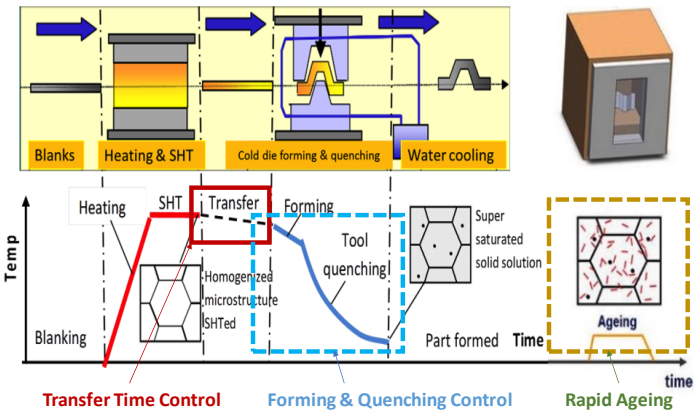 Blanks
Heating & SHT
Cold die forming & quenching
Water cooling
Temp
Heating
SHT
Transfer
Forming
Tool
quenching
Super
saturated
solid solution
Homogenized
microstructure
SHTed
Blanking
Part formed
Time
Ageing
time
Transfer Time Control
Forming & Quenching Control
Rapid Ageing